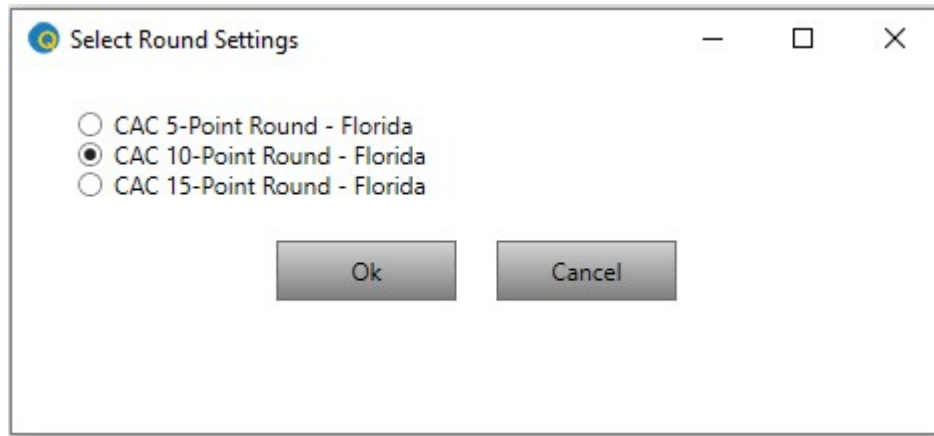 Select Round Settings
CAC 5-Point Round - Florida
CAC 10-Point Round - Florida
CAC 15-Point Round - Florida
Ok Cancel